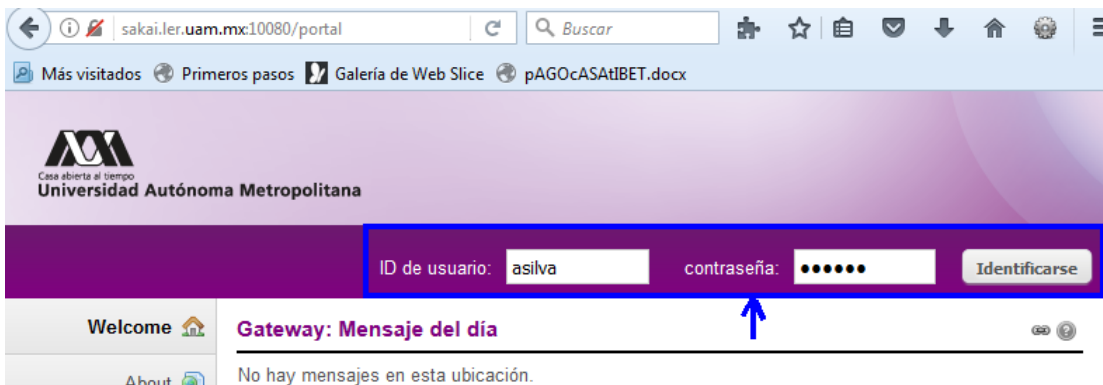 sakai.ler.uam.mx:10080/portal Buscar
Más visitados Primeros pasos Galería de Web Slice pAGOcASAtIBET.docx
Casa abierta al tiempo
Universidad Autónoma Metropolitana
ID de usuario: asilva contraseña: •••••• Identificarse
Welcome Gateway: Mensaje del día
About No hay mensajes en esta ubicación.